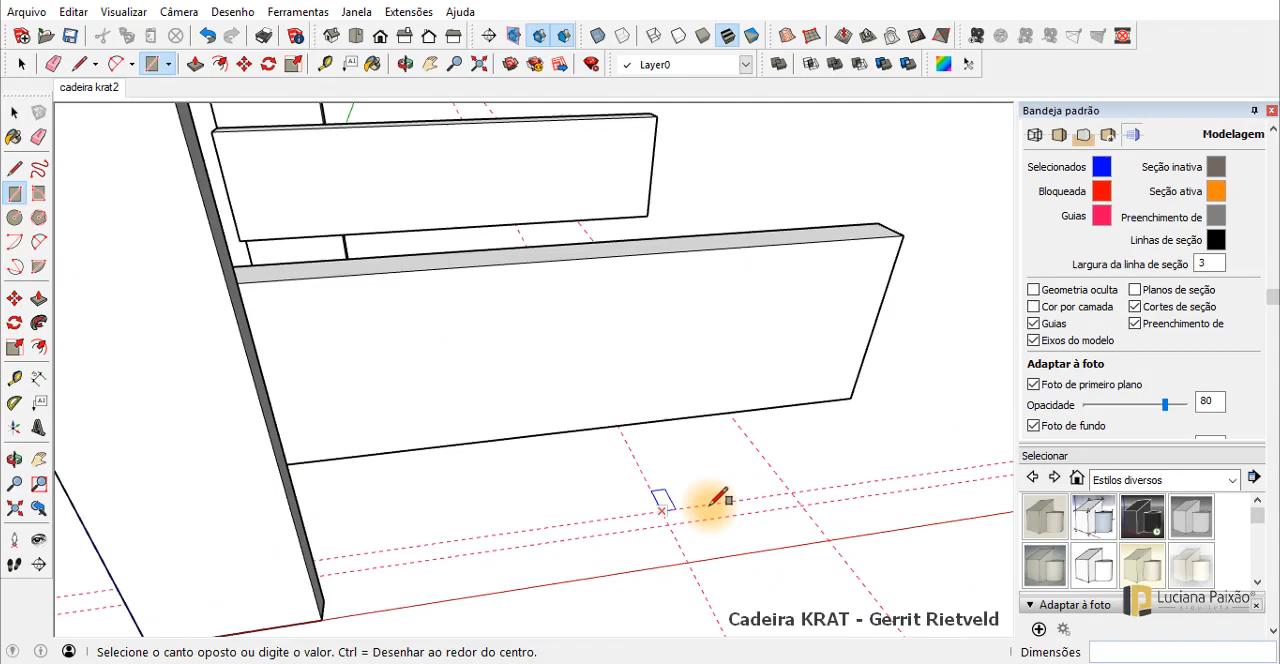 Arquivo Editar Visualizar Câmera Desenho Ferramentas Janela Extensões Ajuda
Layer0
AI
cadeira krat2
Bandeja padrão
Modelagem
Selecionados
Seção inativa
Bloqueada
Seção ativa
Guias
Preenchimento de
Linhas de seção
Largura da linha de seção 3
Geometria oculta
Planos de seção
Cor por camada
Cortes de seção
Guias
Preenchimento de
Eixos do modelo
Adaptar à foto
Foto de primeiro plano
Opacidade 80
Foto de fundo
AI
Selecionar
Estilos diversos
Luciana Paixão
arquiteta
Adaptar à foto
Cadeira KRAT - Gerrit Rietveld
Selecione o canto oposto ou digite o valor. Ctrl = Desenhar ao redor do centro.
Dimensões